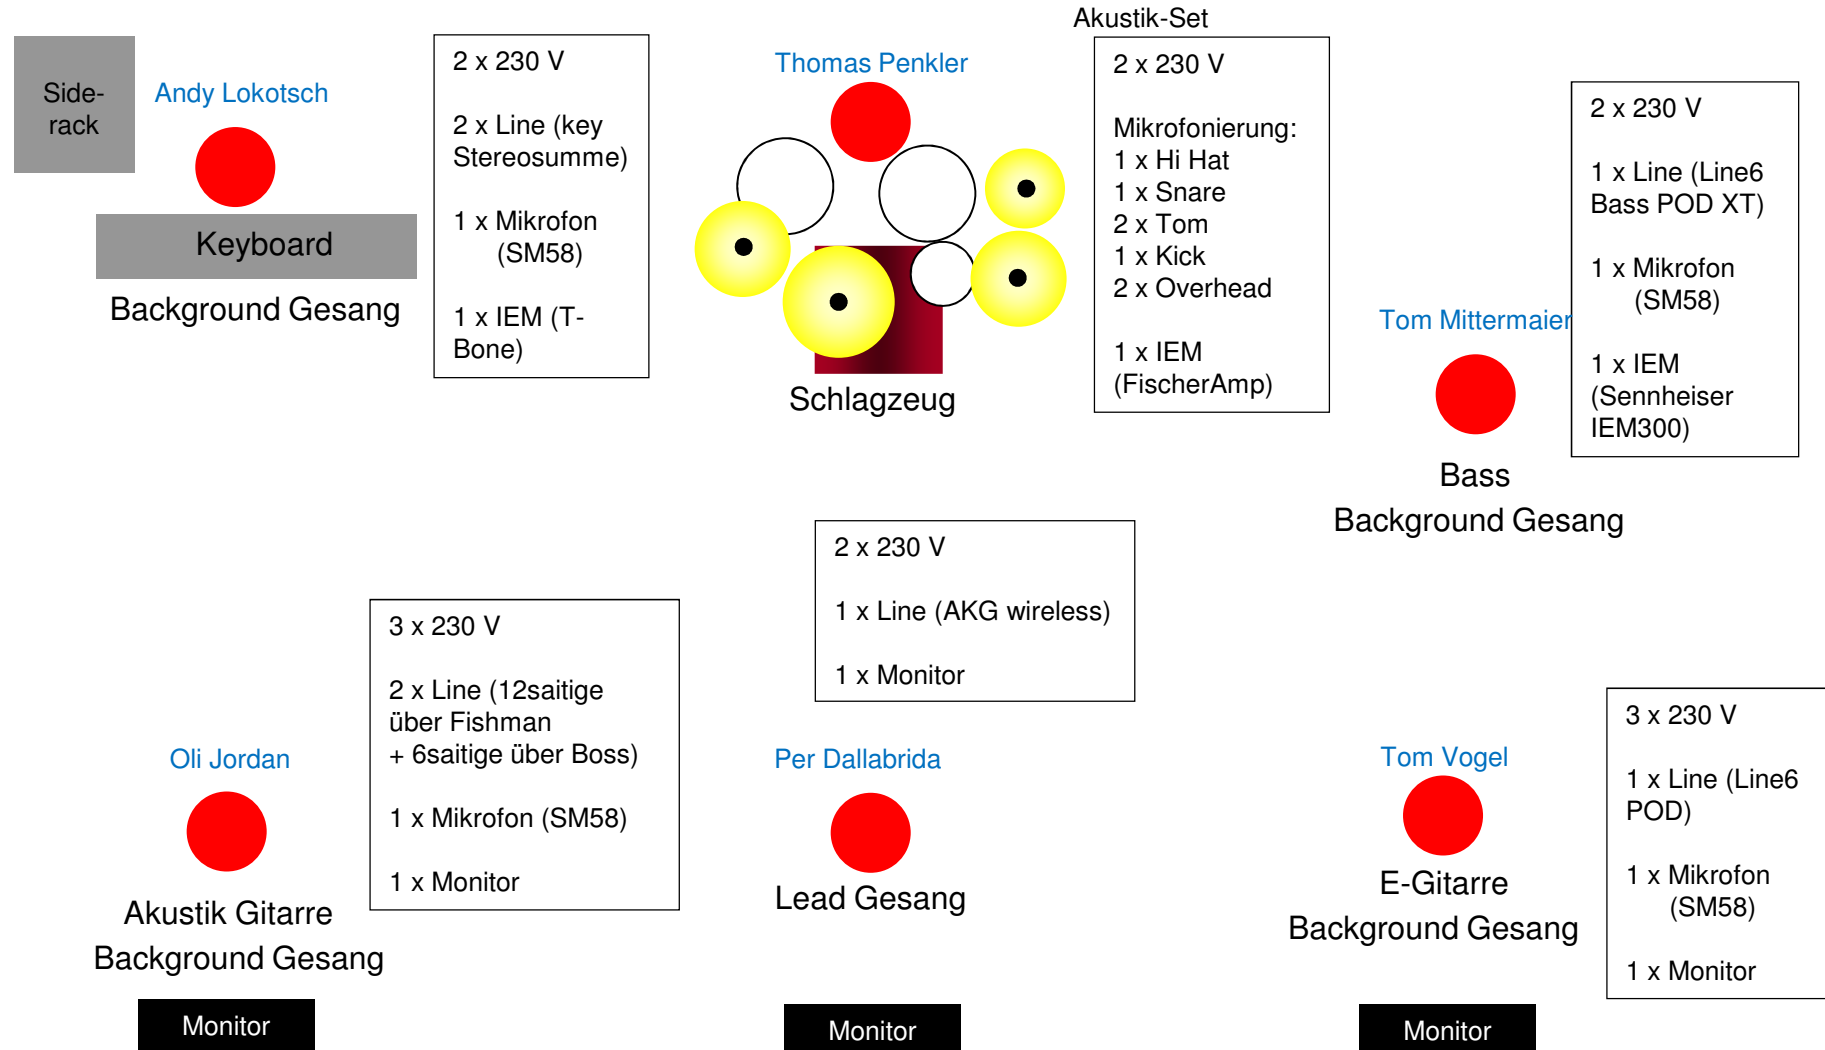 Side-
rack
Andy Lokotsch
Keyboard
Background Gesang
2 x 230 V
2 x Line (key
Stereosumme)
1 x Mikrofon
(SM58)
1 x IEM (T-
Bone)
Thomas Penkler
Schlagzeug
Akustik-Set
2 x 230 V
Mikrofonierung:
1 x Hi Hat
1 x Snare
2 x Tom
1 x Kick
2 x Overhead
1 x IEM
(FischerAmp)
Tom Mittermaier
Bass
Background Gesang
2 x 230 V
1 x Line (Line6
Bass POD XT)
1 x Mikrofon
(SM58)
1 x IEM
(Sennheiser
IEM300)
Oli Jordan
Akustik Gitarre
Background Gesang
3 x 230 V
2 x Line (12saitige
über Fishman
+ 6saitige über Boss)
1 x Mikrofon (SM58)
1 x Monitor
Monitor
2 x 230 V
1 x Line (AKG wireless)
1 x Monitor
Per Dallabrida
Lead Gesang
Monitor
Tom Vogel
E-Gitarre
Background Gesang
3 x 230 V
1 x Line (Line6
POD)
1 x Mikrofon
(SM58)
1 x Monitor
Monitor